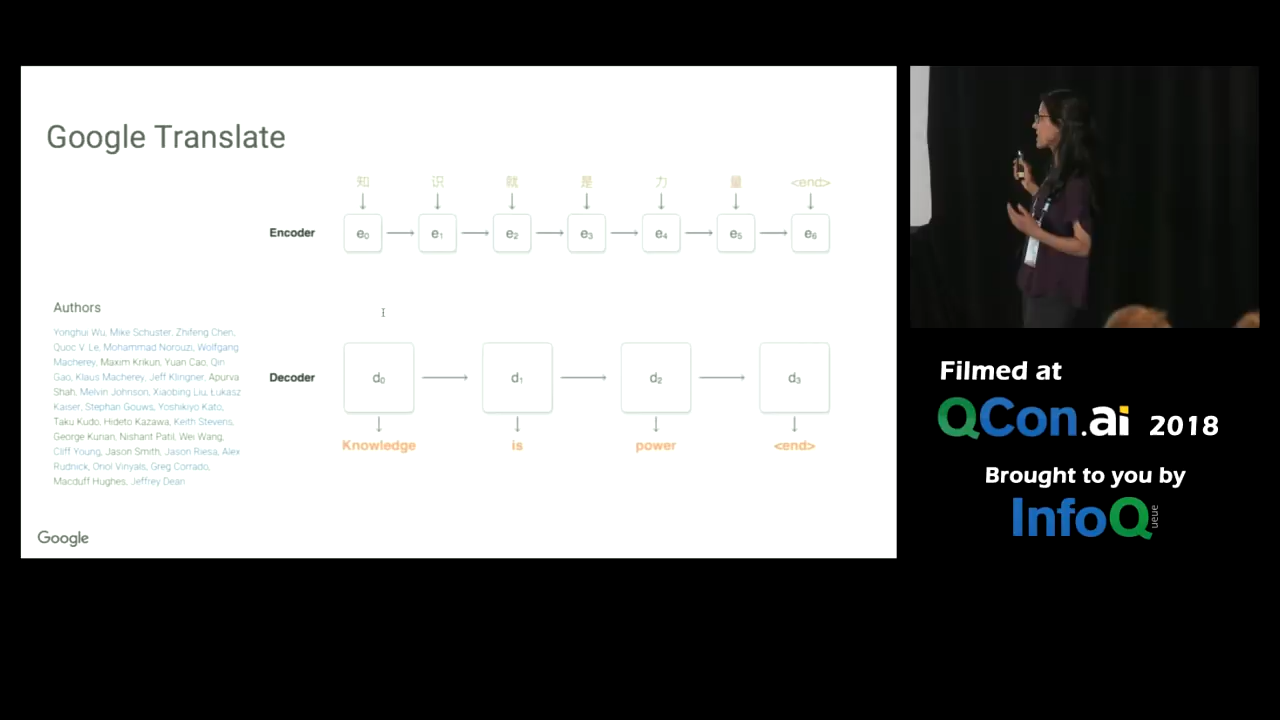 Google Translate
知 识 就 是 力 量 <end>
Encoder e0 e1 e2 e3 e4 e5 e6
Authors
Yonghui Wu, Mike Schuster, Zhifeng Chen,
Quoc V. Le, Mohammad Norouzi, Wolfgang
Macherey, Maxim Krikun, Yuan Cao, Qin
Gao, Klaus Macherey, Jeff Klingner, Apurva
Shah, Melvin Johnson, Xiaobing Liu, Łukasz
Kaiser, Stephan Gouws, Yoshikiyo Kato,
Taku Kudo, Hideto Kazawa, Keith Stevens,
George Kurian, Nishant Patil, Wei Wang,
Cliff Young, Jason Smith, Jason Riesa, Alex
Rudnick, Oriol Vinyals, Greg Corrado,
Macduff Hughes, Jeffrey Dean
Decoder d0 d1 d2 d3
Knowledge is power <end>
Google
Filmed at
QCon.ai 2018
Brought to you by
InfoQueue